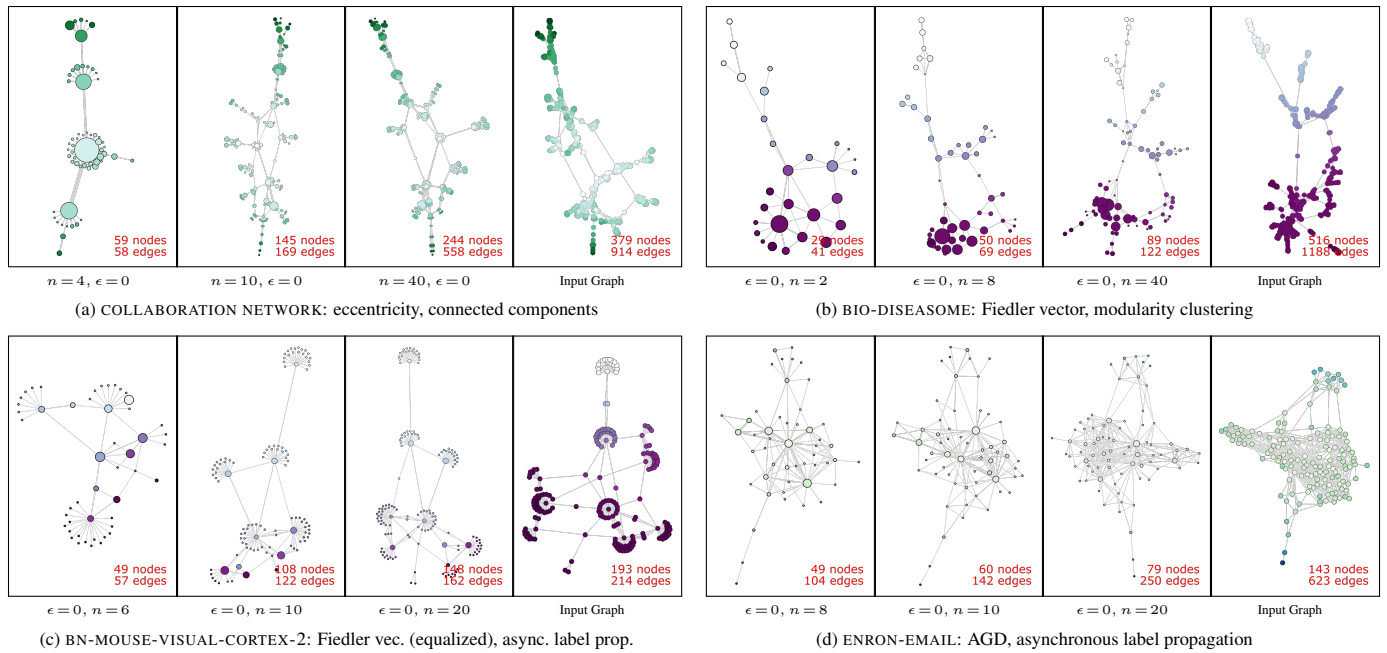 59 nodes
58 edges
145 nodes
169 edges
244 nodes
558 edges
379 nodes
914 edges
n=4, ϵ=0
n=10, ϵ=0
n=40, ϵ=0
Input Graph
(a) COLLABORATION NETWORK: eccentricity, connected components
29 nodes
41 edges
50 nodes
69 edges
89 nodes
122 edges
516 nodes
1188 edges
ϵ=0, n=2
ϵ=0, n=8
ϵ=0, n=40
Input Graph
(b) BIO-DISEASOME: Fiedler vector, modularity clustering
49 nodes
57 edges
108 nodes
122 edges
148 nodes
162 edges
193 nodes
214 edges
ϵ=0, n=6
ϵ=0, n=10
ϵ=0, n=20
Input Graph
(c) BN-MOUSE-VISUAL-CORTEX-2: Fiedler vec. (equalized), async. label prop.
49 nodes
104 edges
60 nodes
142 edges
79 nodes
250 edges
143 nodes
623 edges
ϵ=0, n=8
ϵ=0, n=10
ϵ=0, n=20
Input Graph
(d) ENRON-EMAIL: AGD, asynchronous label propagation